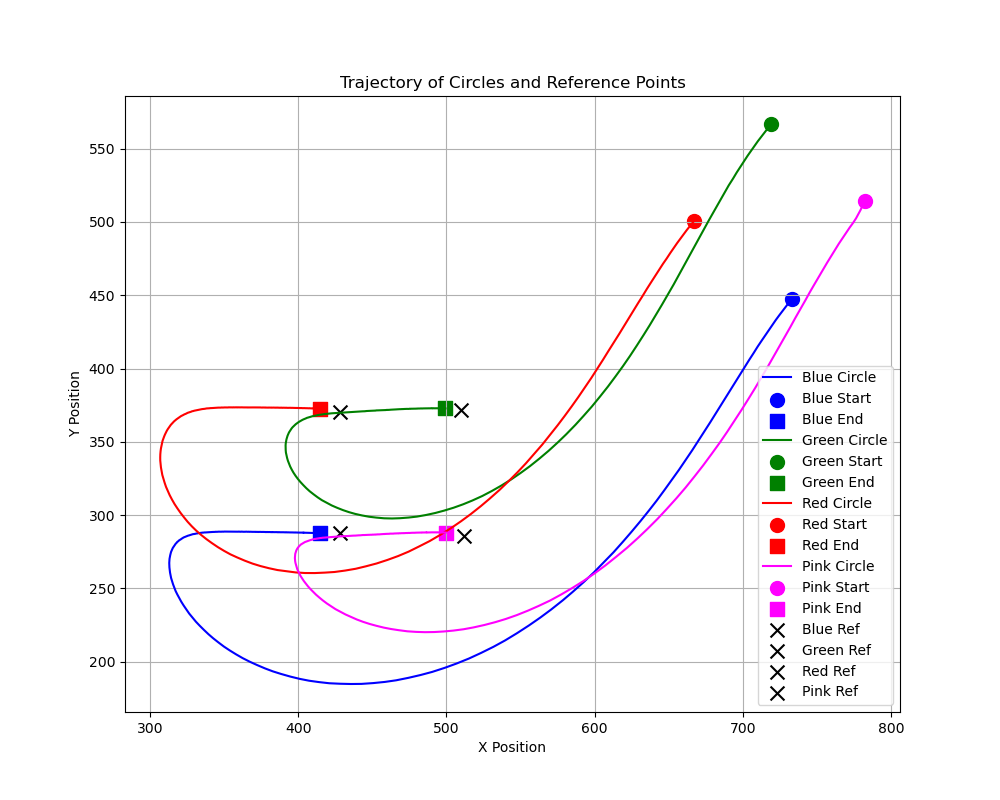 Trajectory of Circles and Reference Points
Y Position
550
500
450
400
350
300
250
200
300
400
500
600
700
800
X Position
Blue Circle
Blue Start
Blue End
Green Circle
Green Start
Green End
Red Circle
Red Start
Red End
Pink Circle
Pink Start
Pink End
Blue Ref
Green Ref
Red Ref
Pink Ref